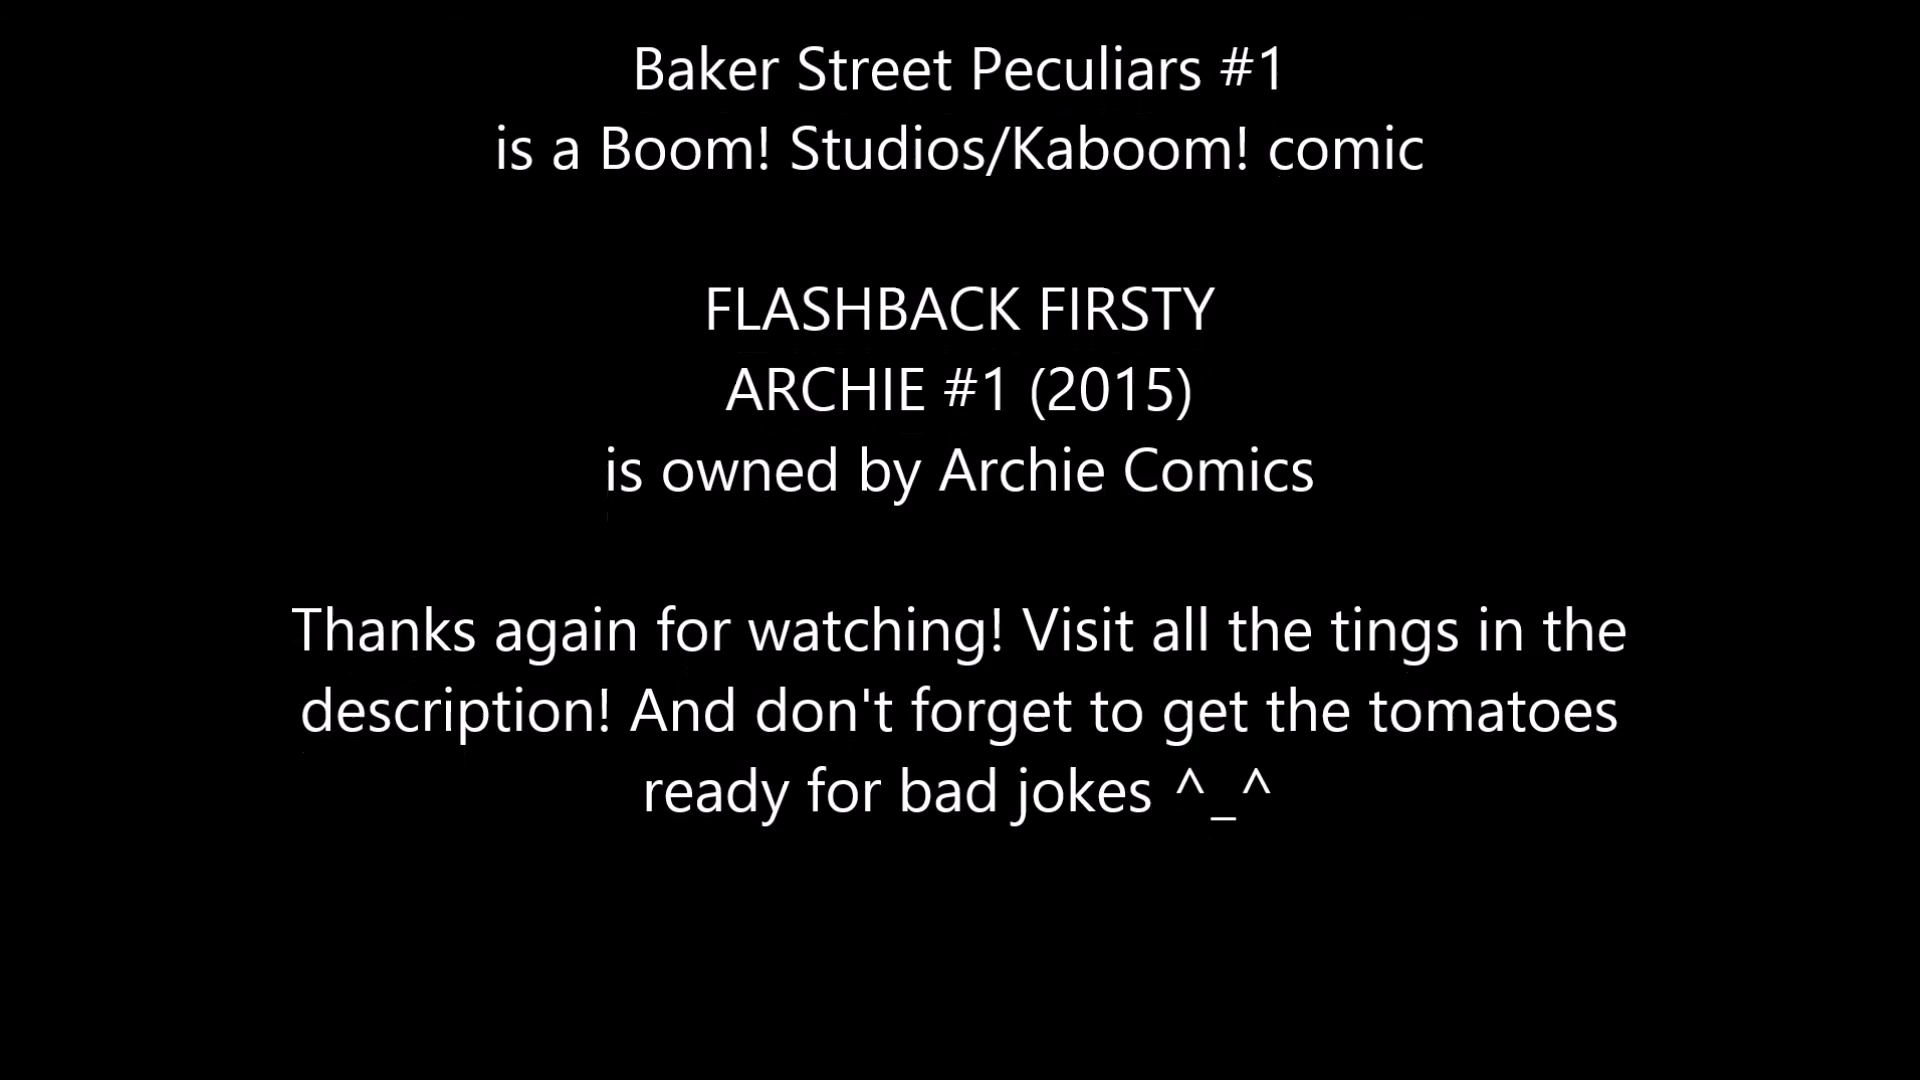 Baker Street Peculiars #1
is a Boom! Studios/Kaboom! comic
FLASHBACK FIRSTY
ARCHIE #1 (2015)
is owned by Archie Comics
Thanks again for watching! Visit all the tings in the
description! And don't forget to get the tomatoes
ready for bad jokes ^_^